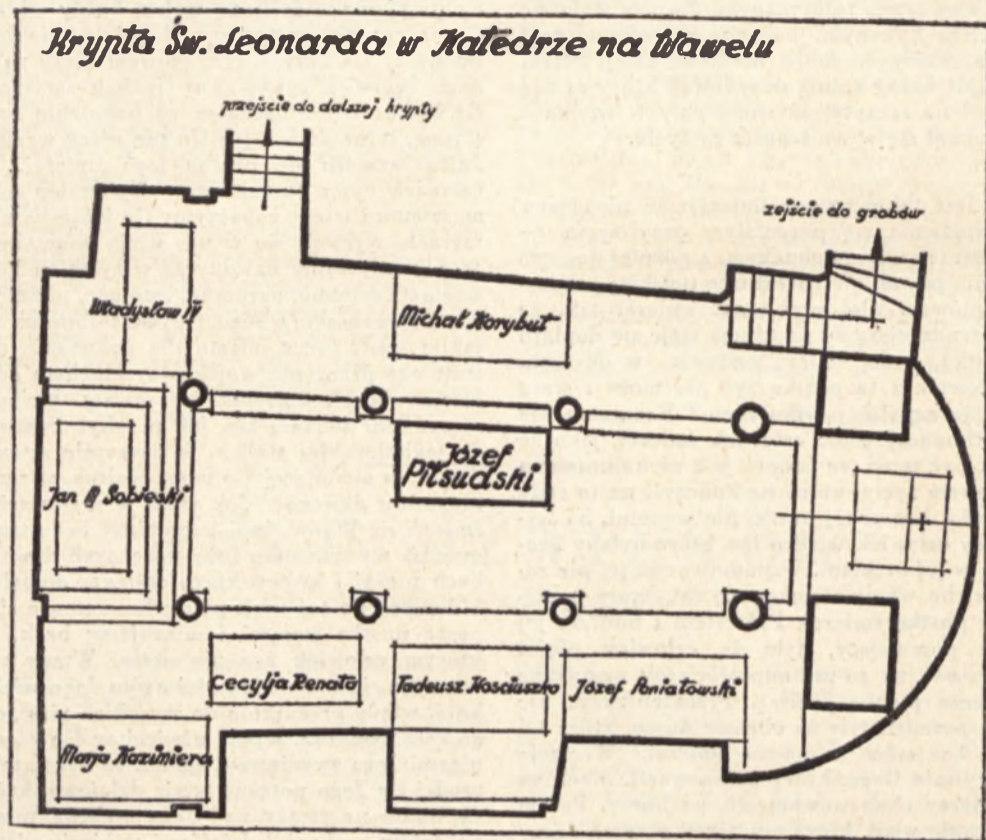 Krypta Św. Leonarda w Katedrze na Wawelu
przejście do dalszej krypty
zejście do grobów
Władysław IV
Michał Korybut
Józef
Piłsudski
Jan III Sobieski
Cecylja Renata
Tadeusz Kościuszko
Józef Poniatowski
Marja Kazimiera